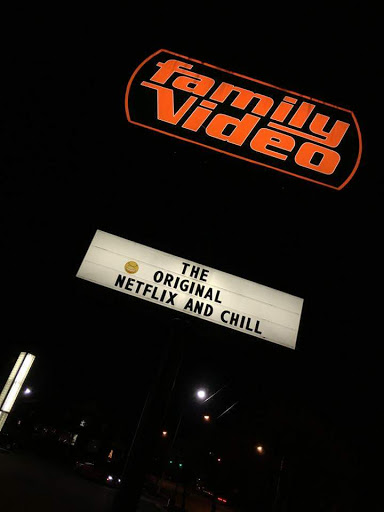 family
Video
THE
ORIGINAL
NETFLIX AND CHILL